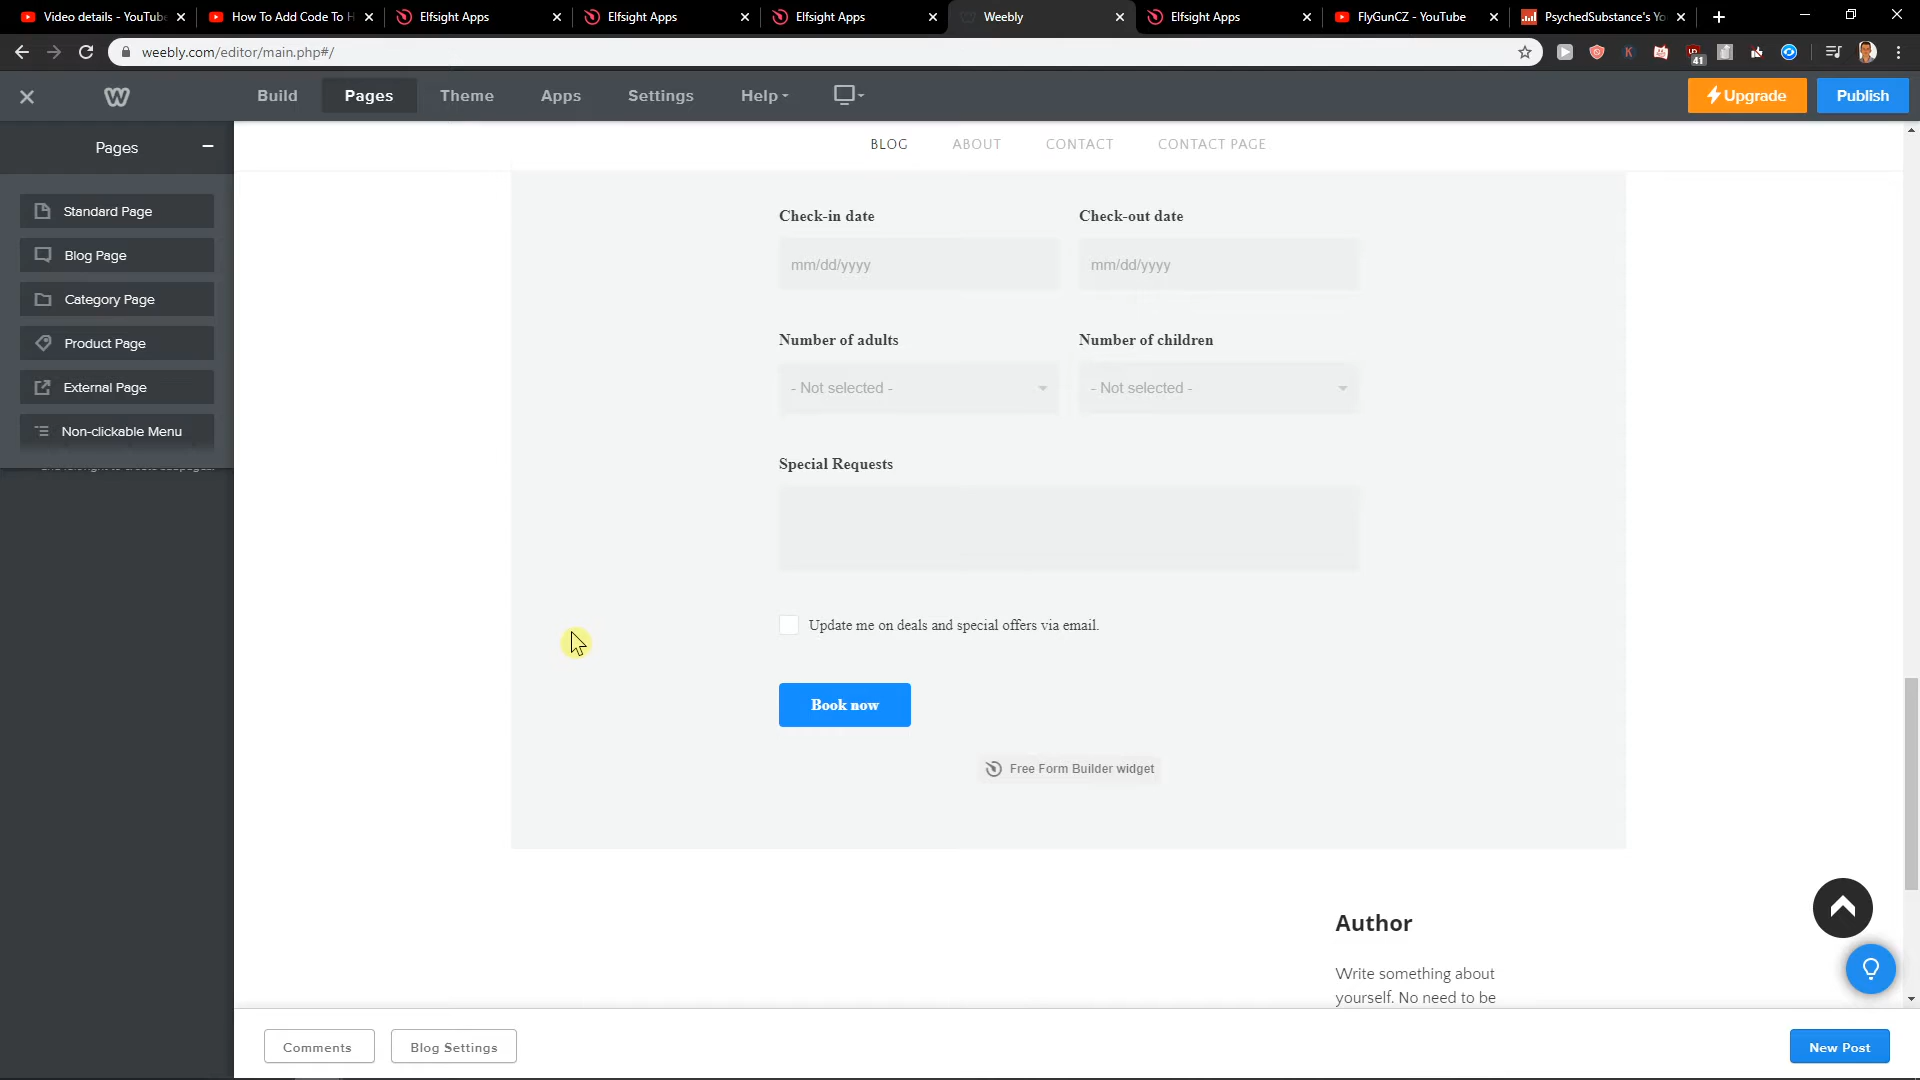 Video details - YouTube
How To Add Code To H
Elfsight Apps
Elfsight Apps
Elfsight Apps
Weebly
Elfsight Apps
FlyGunCZ - YouTube
PsychedSubstance's Yo
weebly.com/editor/main.php#/
41
Build
Pages
Theme
Apps
Settings
Help
Upgrade
Publish
Pages
BLOG
ABOUT
CONTACT
CONTACT PAGE
Standard Page
Blog Page
Category Page
Product Page
External Page
Non-clickable Menu
Check-in date
Check-out date
mm/dd/yyyy
mm/dd/yyyy
Number of adults
Number of children
- Not selected -
- Not selected -
Special Requests
Update me on deals and special offers via email.
Book now
Free Form Builder widget
Author
Write something about
yourself. No need to be
Comments
Blog Settings
New Post